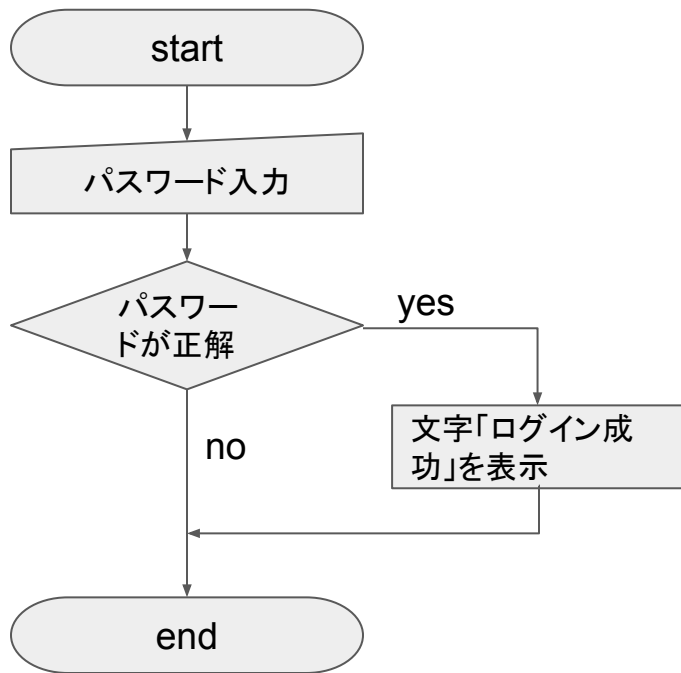 start
パスワード入力
パスワー
ドが正解
yes
文字「ログイン成
功」を表示
no
end